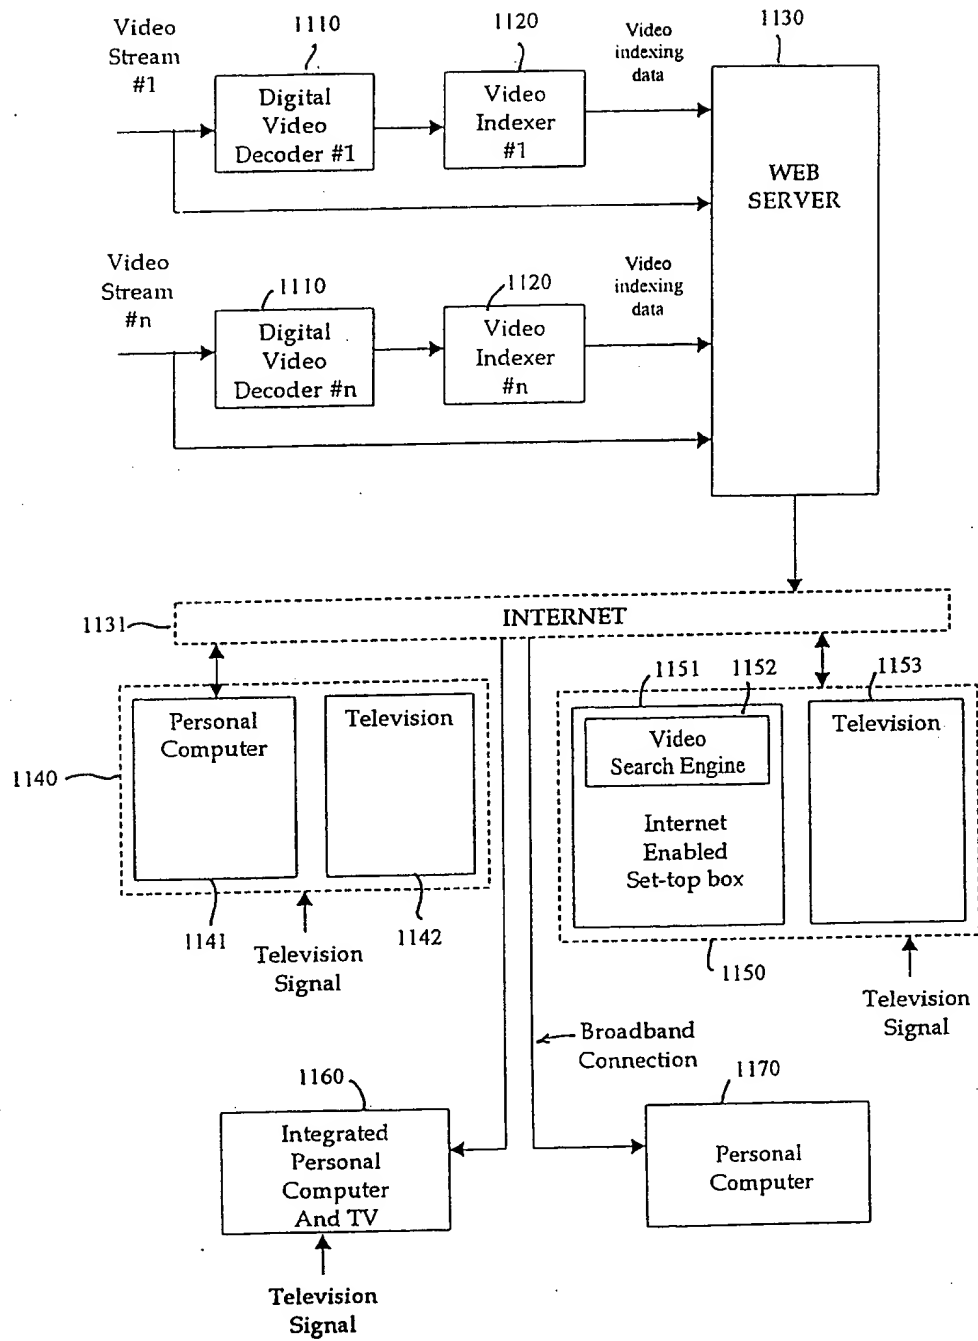 Video
Stream
#1
1110
1120
Video
indexing
data
1130
Digital
Video
Decoder #1
Video
Indexer
#1
WEB
SERVER
Video
Stream
#n
1110
1120
Video
indexing
data
Digital
Video
Decoder #n
Video
Indexer
#n
1131
INTERNET
1151
1152
1153
Personal
Computer
Television
Video
Search Engine
Television
1140
Internet
Enabled
Set-top box
1141
1142
Television
Signal
1150
Television
Signal
Broadband
Connection
1160
1170
Integrated
Personal
Computer
And TV
Personal
Computer
Television
Signal